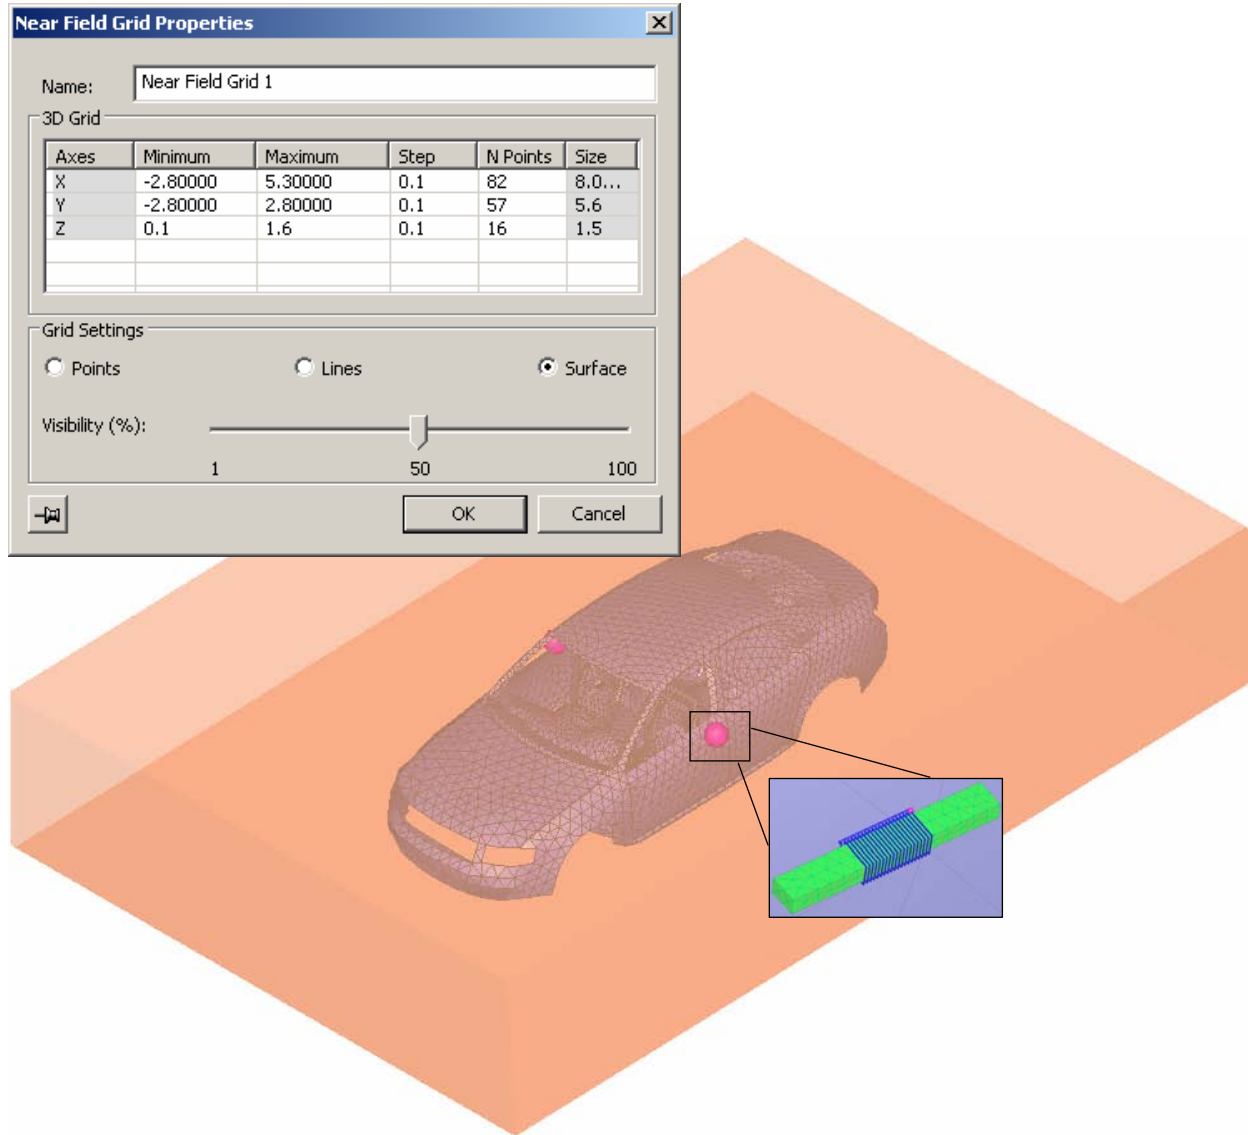 Near Field Grid Properties
Name: Near Field Grid 1
3D Grid
Axes Minimum Maximum Step N Points Size
X -2.80000 5.30000 0.1 82 8.0...
Y -2.80000 2.80000 0.1 57 5.6
Z 0.1 1.6 0.1 16 1.5
Grid Settings
Points Lines Surface
Visibility (%):
1 50 100
OK Cancel